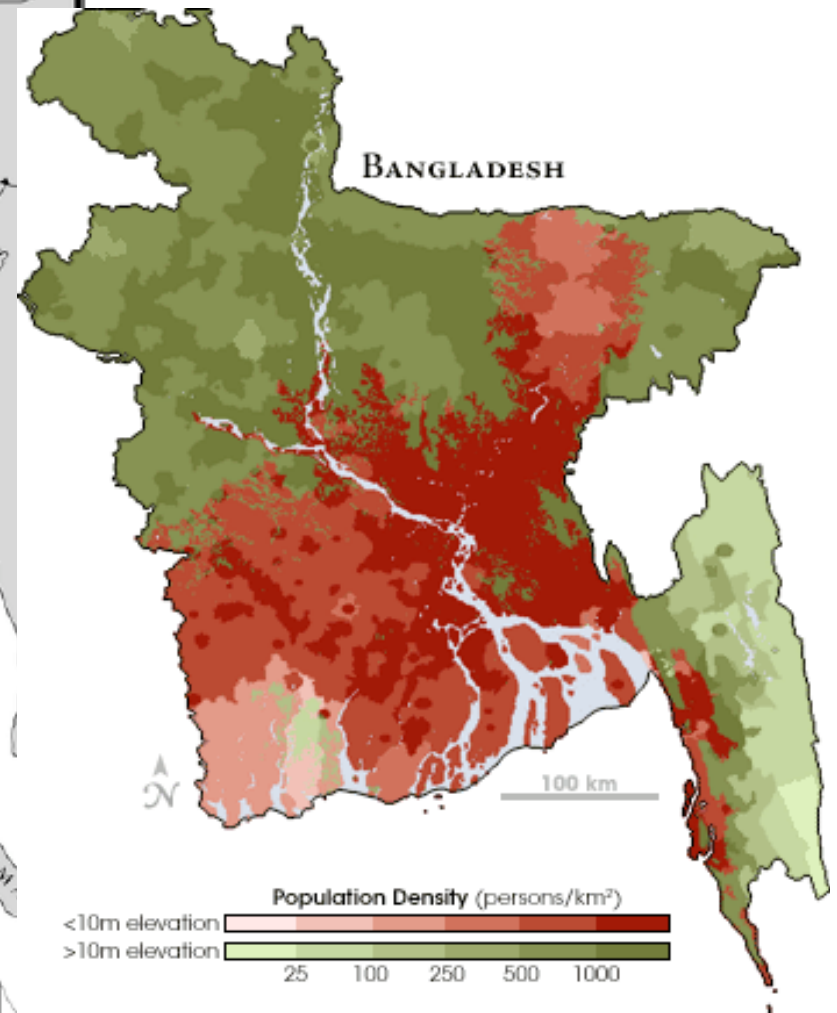 BANGLADESH
N
100 km
Population Density (persons/km²)
<10m elevation
>10m elevation
25 100 250 500 1000